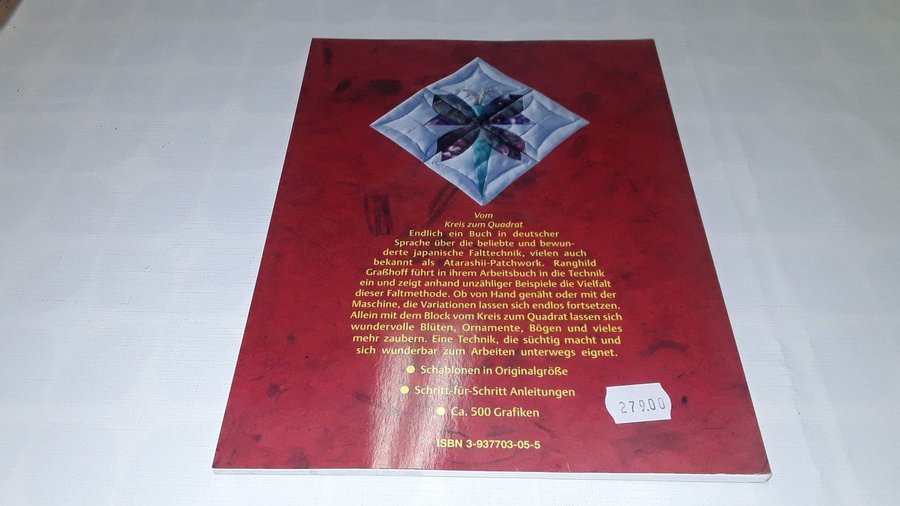 Vom
Kreis zum Quadrat
Endlich ein Buch in deutscher
Sprache über die beliebte und bewun-
derte japanische Falttechnik, vielen auch
bekannt als Atarashii-Patchwork. Ranghild
Graßhoff führt in ihrem Arbeitsbuch in die Technik
ein und zeigt anhand unzähliger Beispiele die Vielfalt
dieser Faltmethode. Ob von Hand genäht oder mit der
Maschine, die Variationen lassen sich endlos fortsetzen.
Allein mit dem Block vom Kreis zum Quadrat lassen sich
wundervolle Blüten, Ornamente, Bögen und vieles
mehr zaubern. Eine Technik, die süchtig macht und
sich wunderbar zum Arbeiten unterwegs eignet.
● Schablonen in Originalgröße
● Schritt-für-Schritt Anleitungen
● Ca. 500 Grafiken
279.00
ISBN 3-937703-05-5